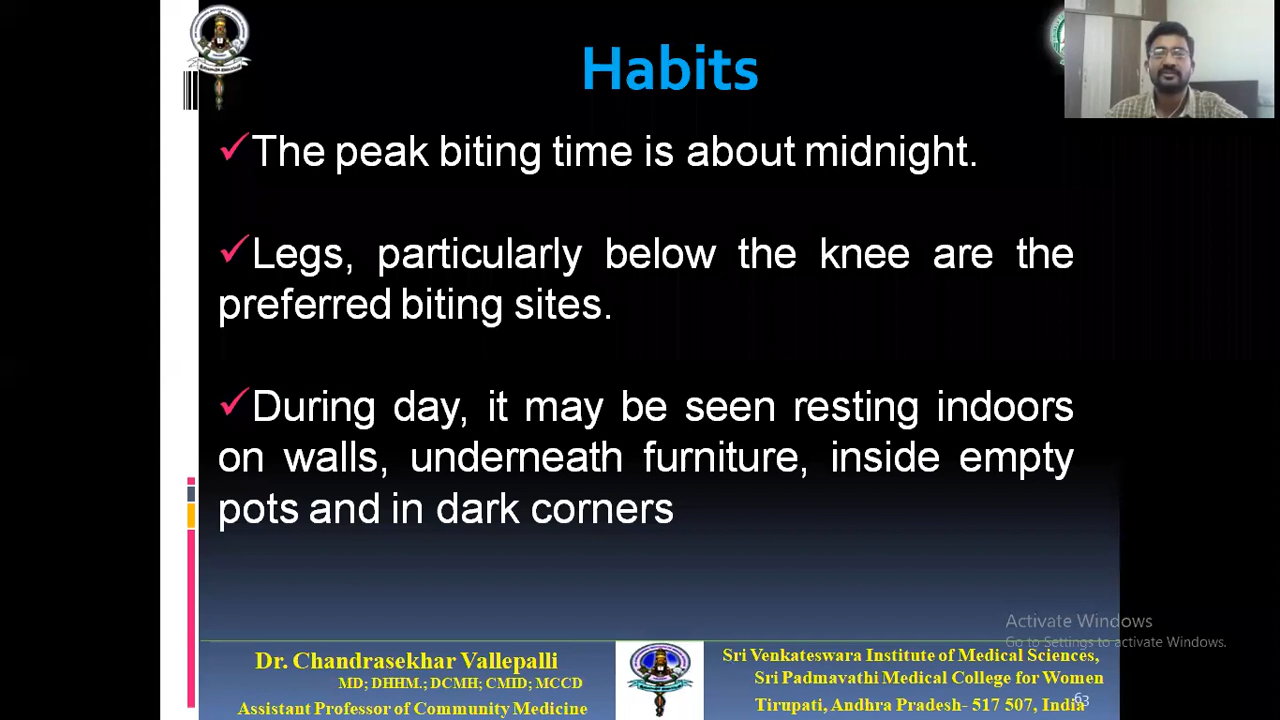 Habits
✓The peak biting time is about midnight.
✓Legs, particularly below the knee are the
preferred biting sites.
✓During day, it may be seen resting indoors
on walls, underneath furniture, inside empty
pots and in dark corners
Activate Windows
Go to Settings to activate Windows.
Dr. Chandrasekhar Vallepalli
MD; DHHM.; DCMH; CMID; MCCD
Assistant Professor of Community Medicine
Sri Venkateswara Institute of Medical Sciences,
Sri Padmavathi Medical College for Women
Tirupati, Andhra Pradesh- 517 507, India
63